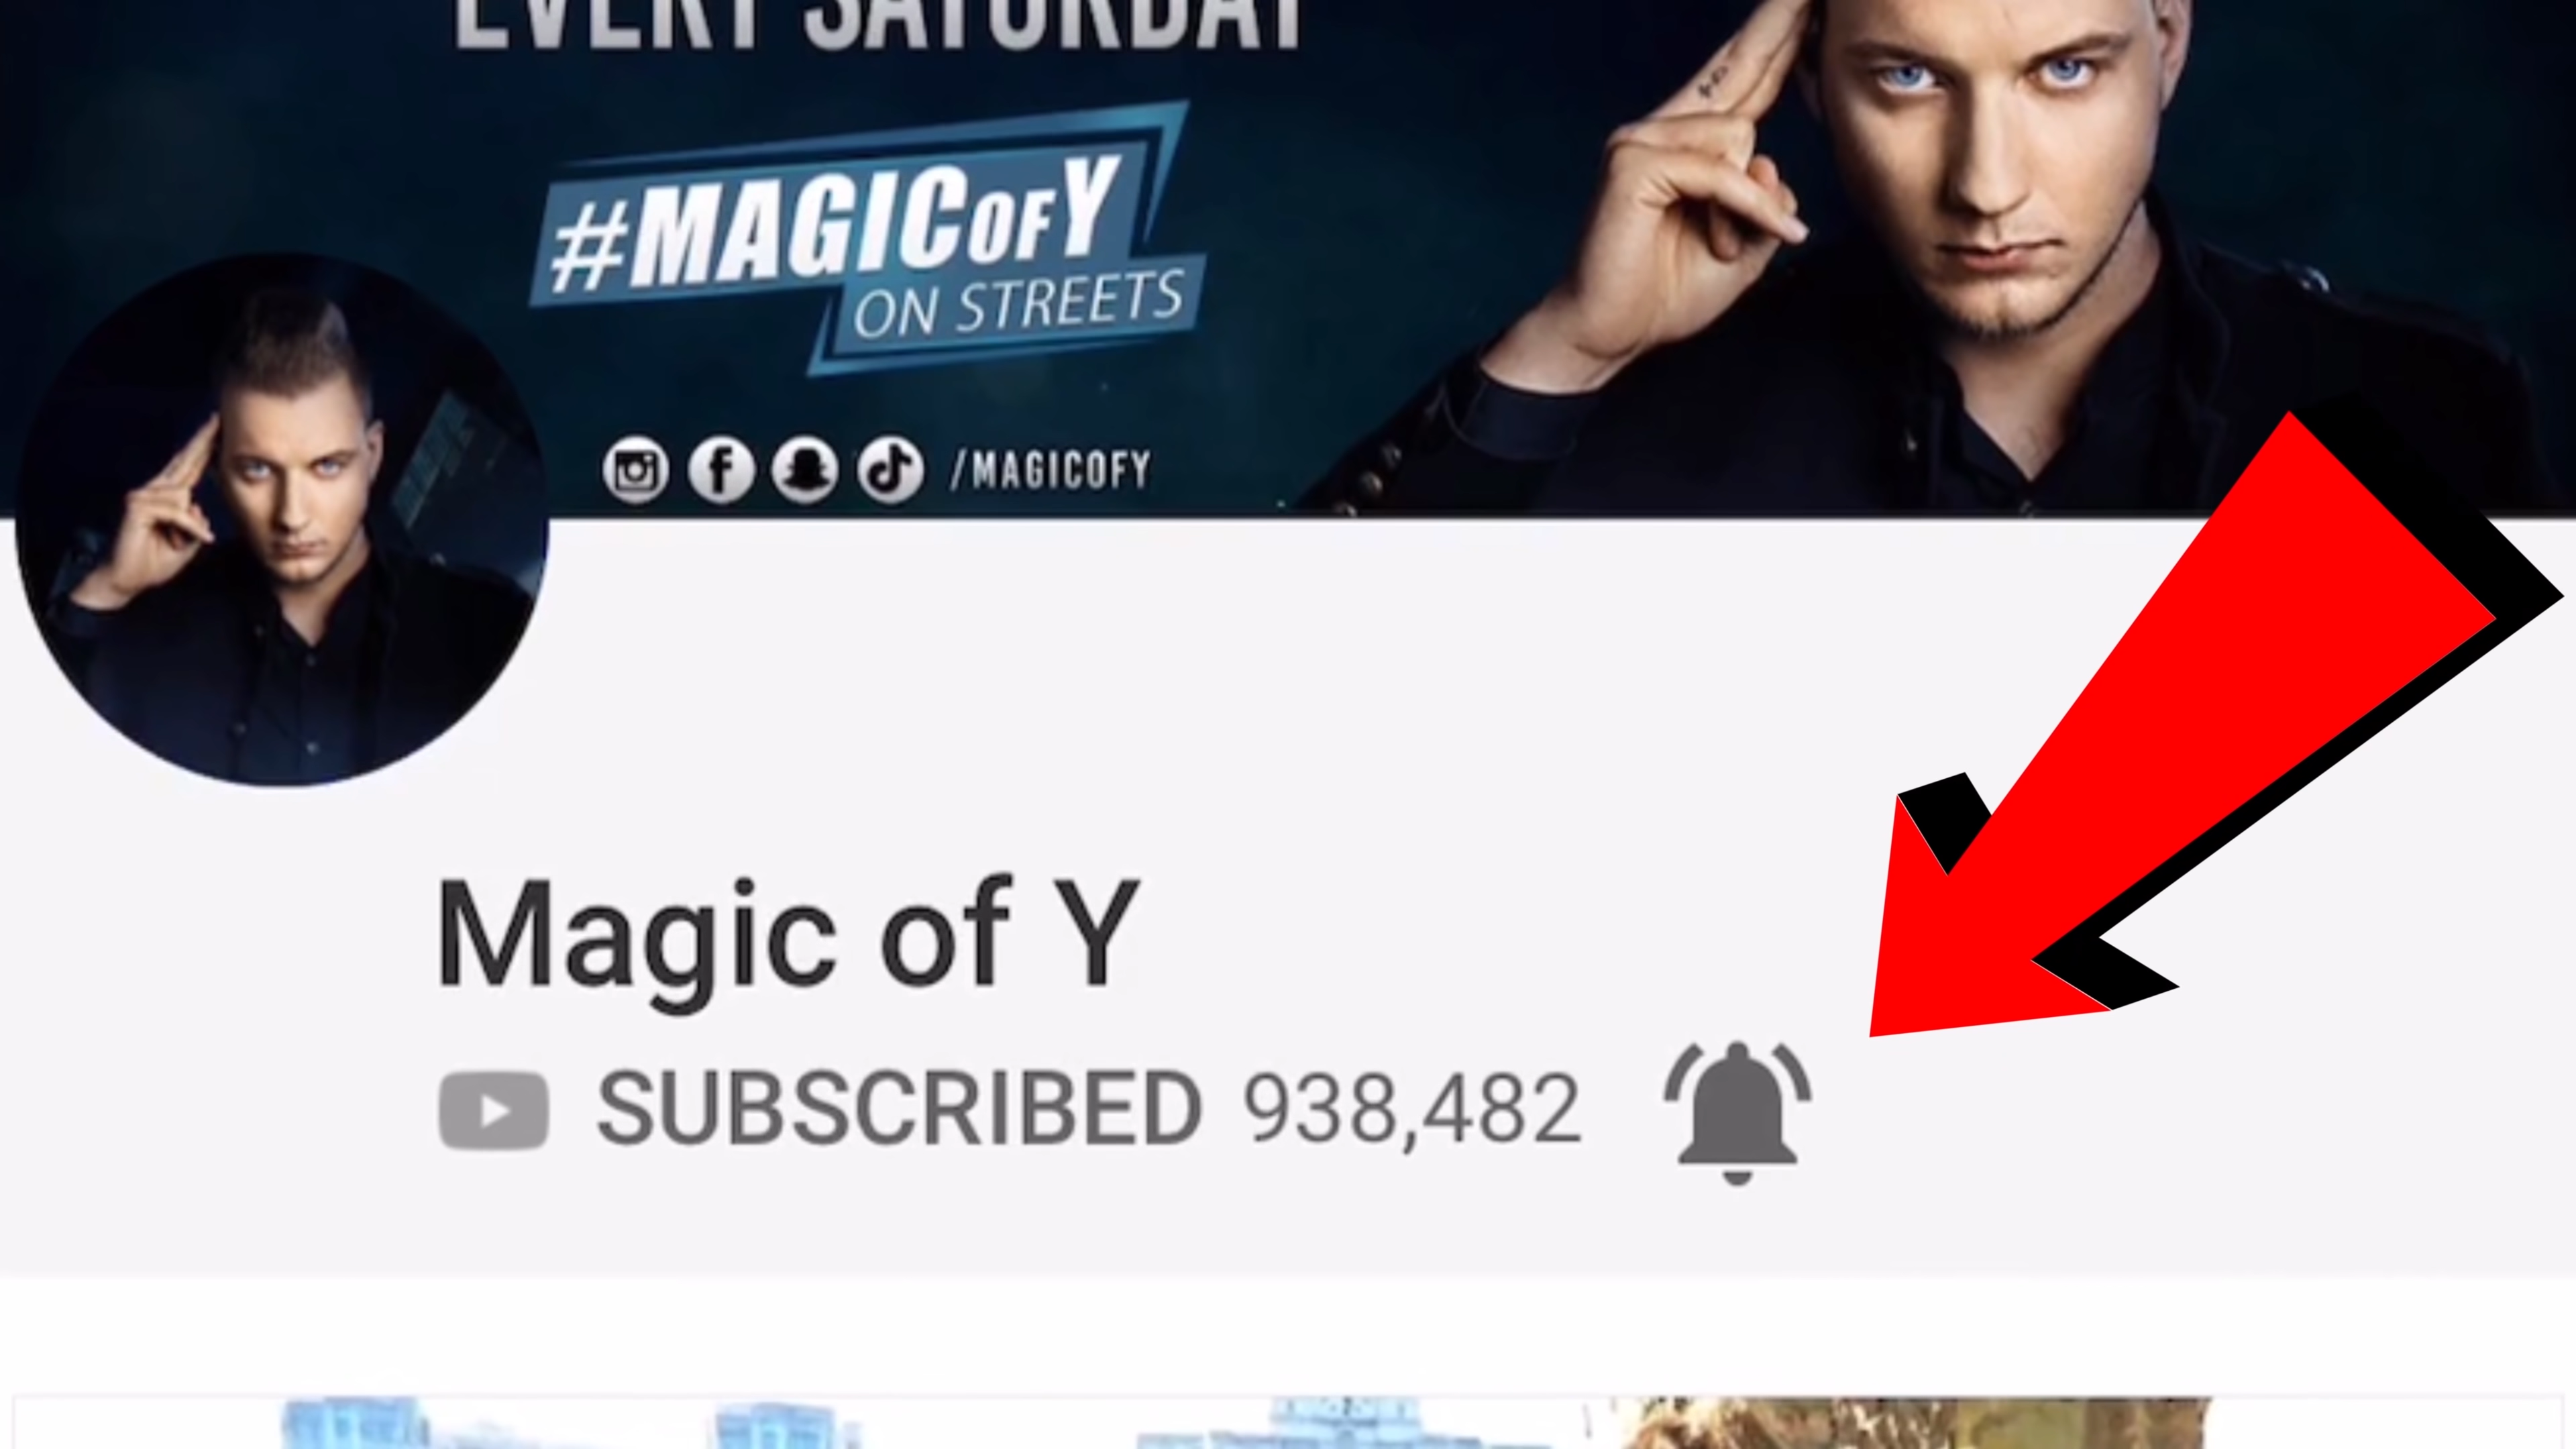 EVERY SATURDAY
#MAGICOFY
ON STREETS
/MAGICOFY
Magic of Y
SUBSCRIBED 938,482